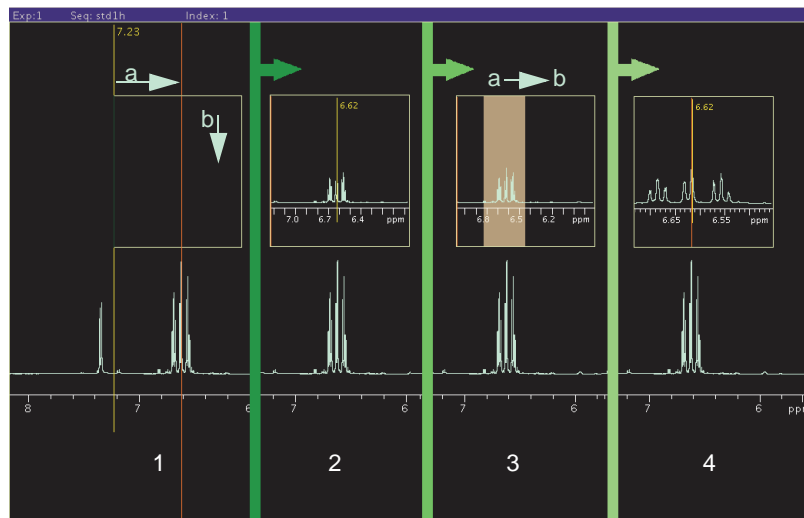 Exp:1 Seq: std1h Index: 1
7.23
a
b
6.62
7.0 6.7 6.4 ppm
a b
6.8 6.5 6.2 ppm
6.62
6.65 6.55 ppm
8 7 6 7 6 7 6 7 6 ppm
1 2 3 4